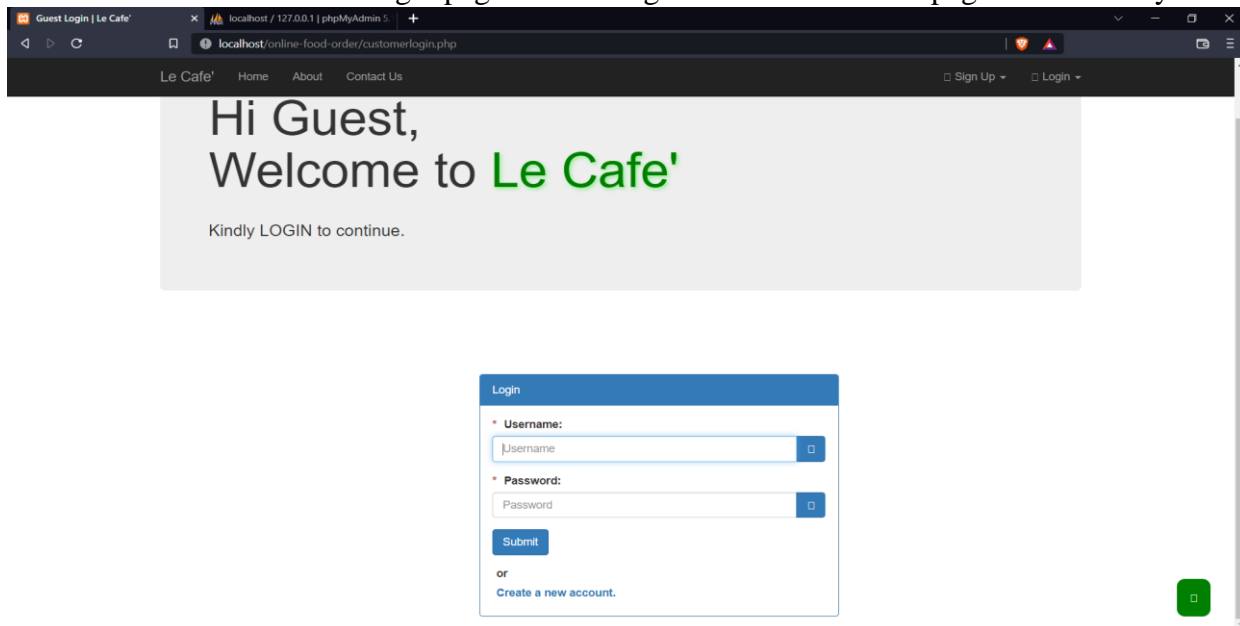 Guest Login | Le Cafe'
localhost / 127.0.0.1 | phpMyAdmin 5.
localhost/online-food-order/customerlogin.php
Le Cafe' Home About Contact Us Sign Up Login
Hi Guest,
Welcome to Le Cafe'
Kindly LOGIN to continue.
Login
* Username:
Username
* Password:
Password
Submit
or
Create a new account.